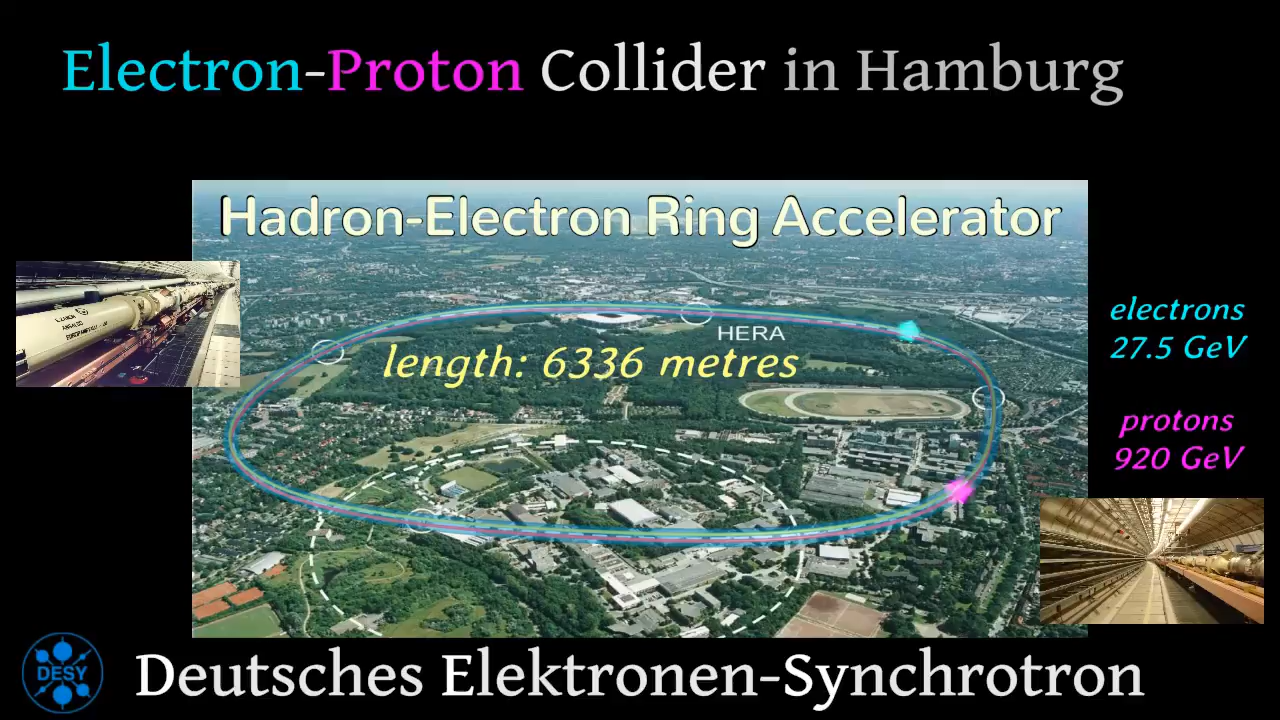 Electron-Proton Collider in Hamburg
Hadron-Electron Ring Accelerator
HERA
length: 6336 metres
electrons
27.5 GeV
protons
920 GeV
DESY
Deutsches Elektronen-Synchrotron